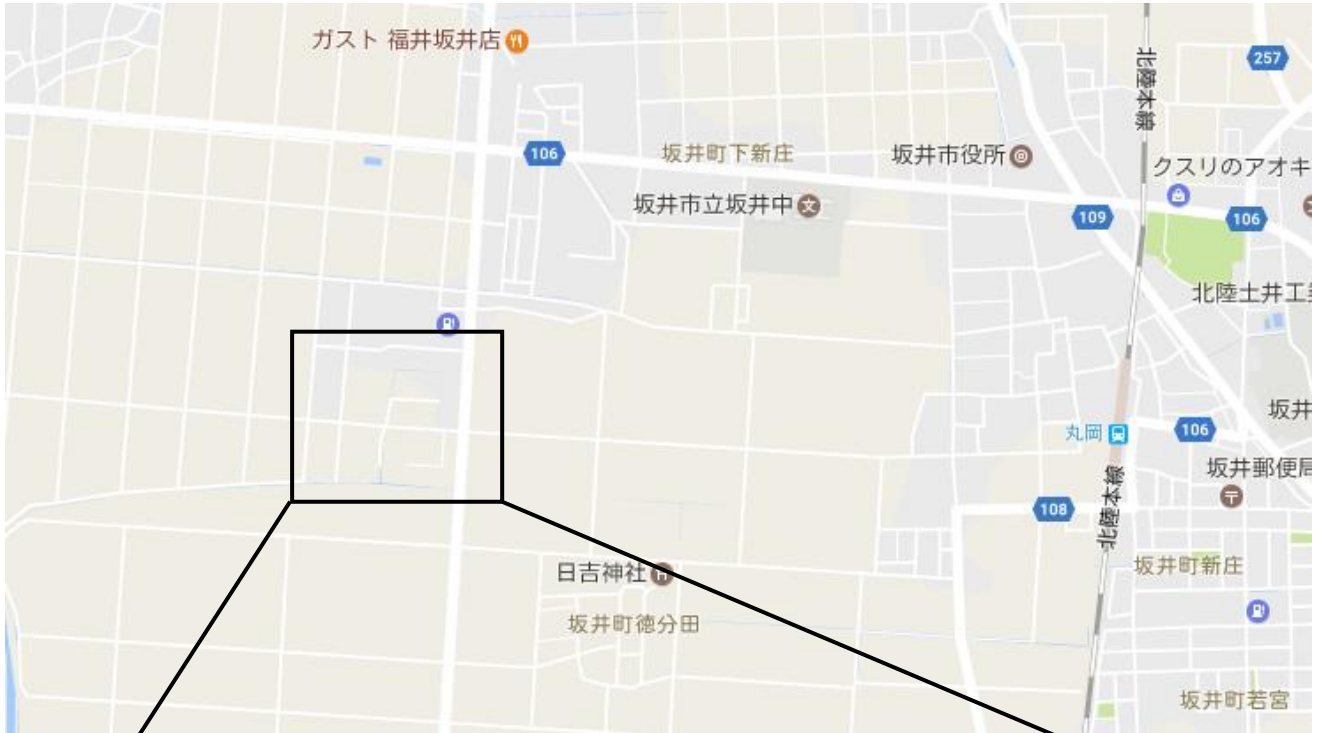 ガスト 福井坂井店
257
北陸本線
106
坂井町下新庄
坂井市役所
クスリのアオキ
坂井市立坂井中
文
109
106
北陸土井工
坂井
丸岡
106
坂井郵便局
〒
108
北陸本線
坂井町新庄
日吉神社
坂井町徳分田
坂井町若宮